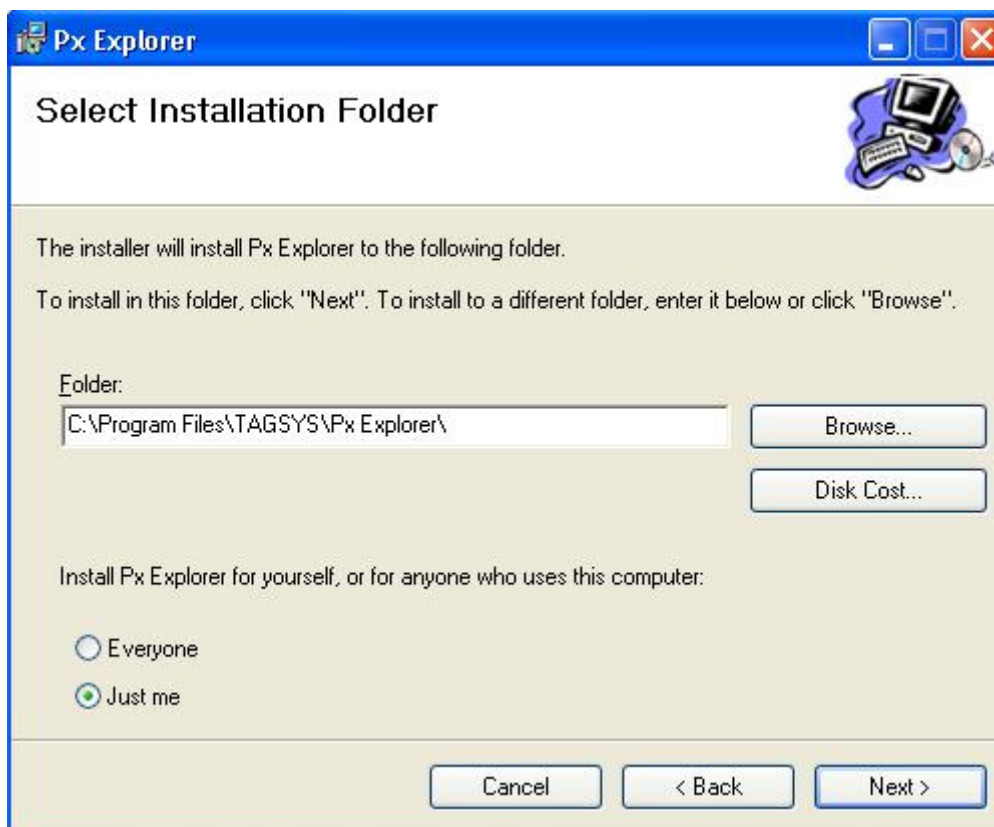 Px Explorer
Select Installation Folder
The installer will install Px Explorer to the following folder.
To install in this folder, click "Next". To install to a different folder, enter it below or click "Browse".
Folder:
C:\Program Files\TAGSYS\Px Explorer\
Browse...
Disk Cost...
Install Px Explorer for yourself, or for anyone who uses this computer:
Everyone
Just me
Cancel
< Back
Next >